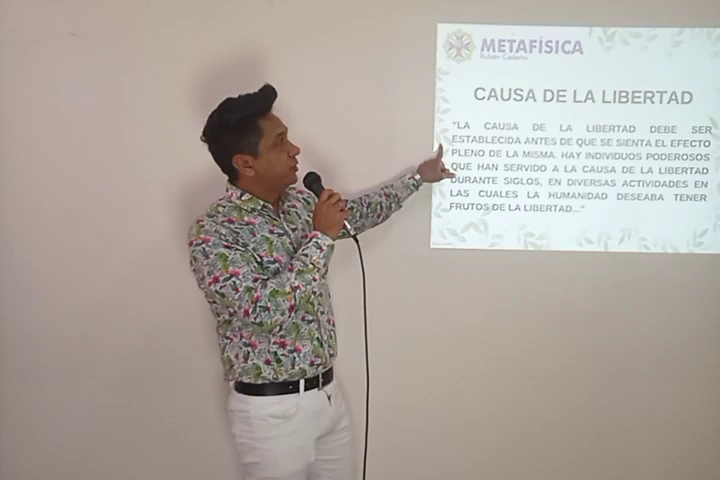 METAFÍSICA
Rubén Cedeño
CAUSA DE LA LIBERTAD
"LA CAUSA DE LA LIBERTAD DEBE SER
ESTABLECIDA ANTES DE QUE SE SIENTA EL EFECTO
PLENO DE LA MISMA. HAY INDIVIDUOS PODEROSOS
QUE HAN SERVIDO A LA CAUSA DE LA LIBERTAD
DURANTE SIGLOS, EN DIVERSAS ACTIVIDADES EN
LAS CUALES LA HUMANIDAD DESEABA TENER
FRUTOS DE LA LIBERTAD..."